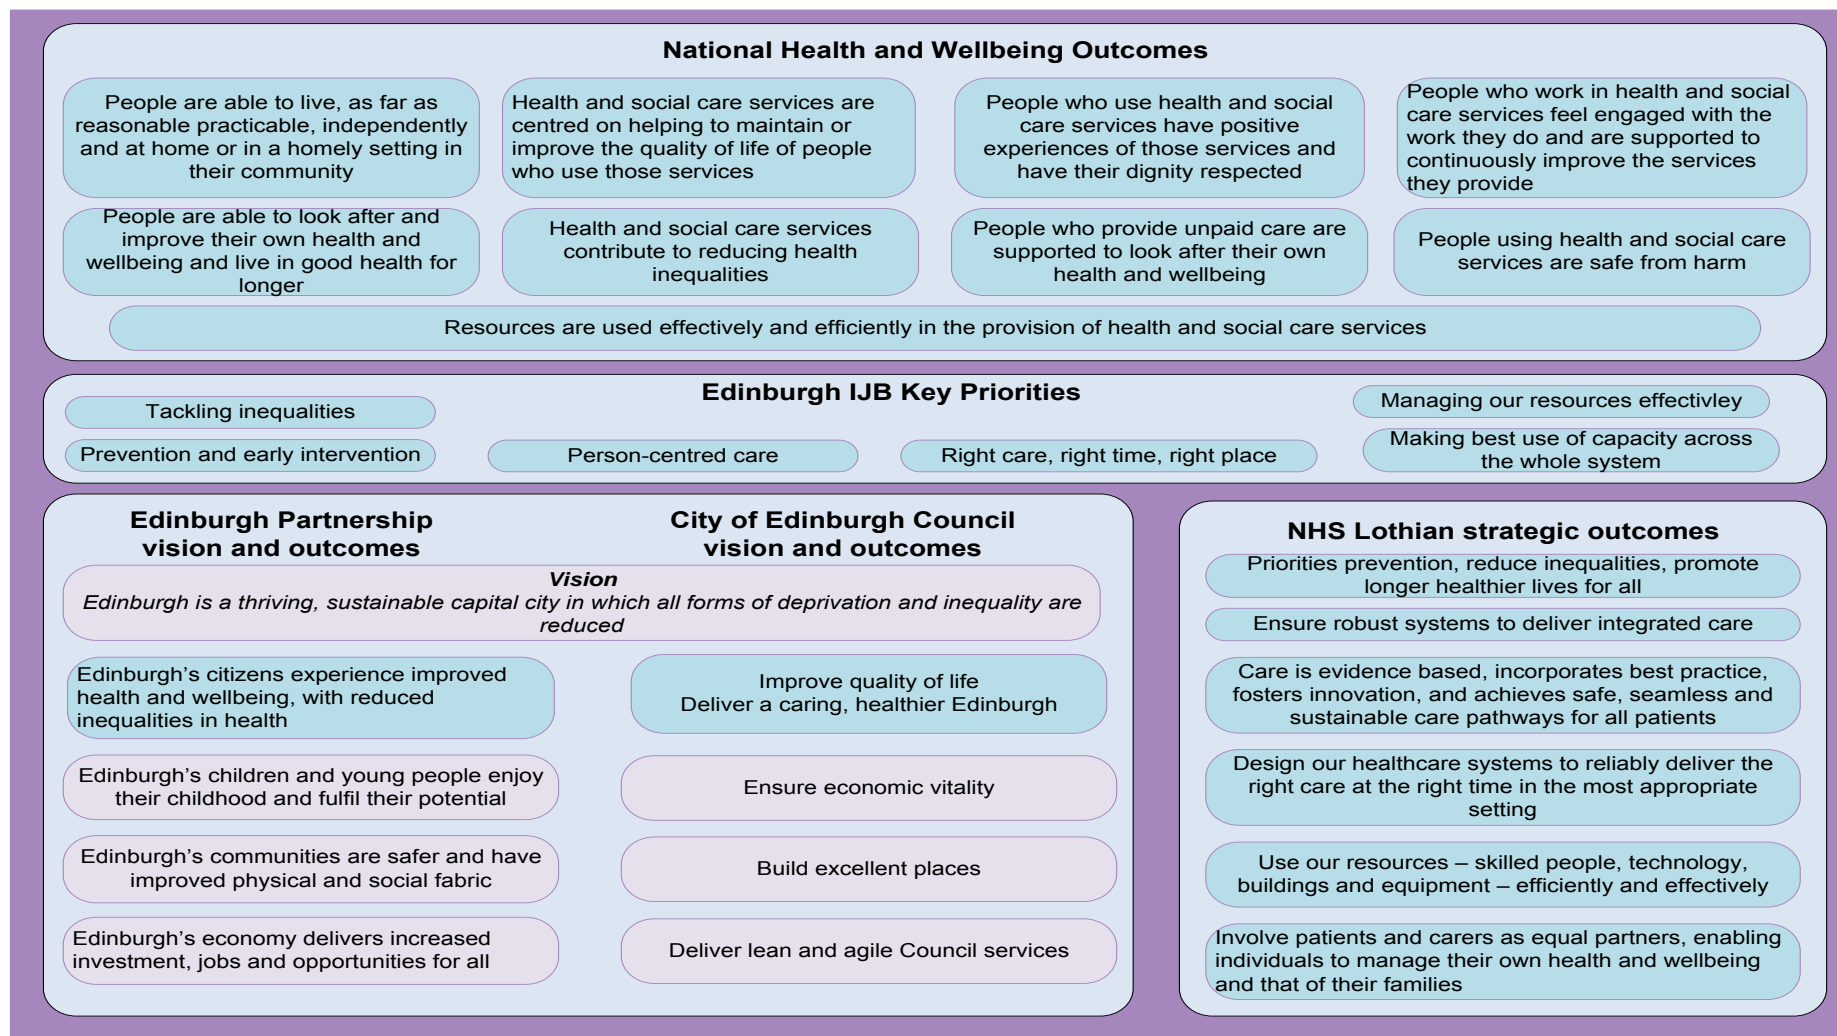 National Health and Wellbeing Outcomes
People are able to live, as far as
reasonable practicable, independently
and at home or in a homely setting in
their community
Health and social care services are
centred on helping to maintain or
improve the quality of life of people
who use those services
People who use health and social
care services have positive
experiences of those services and
have their dignity respected
People who work in health and social
care services feel engaged with the
work they do and are supported to
continuously improve the services
they provide
People are able to look after and
improve their own health and
wellbeing and live in good health for
longer
Health and social care services
contribute to reducing health
inequalities
People who provide unpaid care are
supported to look after their own
health and wellbeing
People using health and social care
services are safe from harm
Resources are used effectively and efficiently in the provision of health and social care services
Edinburgh IJB Key Priorities
Tackling inequalities
Prevention and early intervention
Person-centred care
Right care, right time, right place
Managing our resources effectivley
Making best use of capacity across
the whole system
Edinburgh Partnership
vision and outcomes
City of Edinburgh Council
vision and outcomes
Vision
Edinburgh is a thriving, sustainable capital city in which all forms of deprivation and inequality are
reduced
Edinburgh’s citizens experience improved
health and wellbeing, with reduced
inequalities in health
Edinburgh’s children and young people enjoy
their childhood and fulfil their potential
Edinburgh’s communities are safer and have
improved physical and social fabric
Edinburgh’s economy delivers increased
investment, jobs and opportunities for all
Improve quality of life
Deliver a caring, healthier Edinburgh
Ensure economic vitality
Build excellent places
Deliver lean and agile Council services
NHS Lothian strategic outcomes
Priorities prevention, reduce inequalities, promote
longer healthier lives for all
Ensure robust systems to deliver integrated care
Care is evidence based, incorporates best practice,
fosters innovation, and achieves safe, seamless and
sustainable care pathways for all patients
Design our healthcare systems to reliably deliver the
right care at the right time in the most appropriate
setting
Use our resources – skilled people, technology,
buildings and equipment – efficiently and effectively
Involve patients and carers as equal partners, enabling
individuals to manage their own health and wellbeing
and that of their families